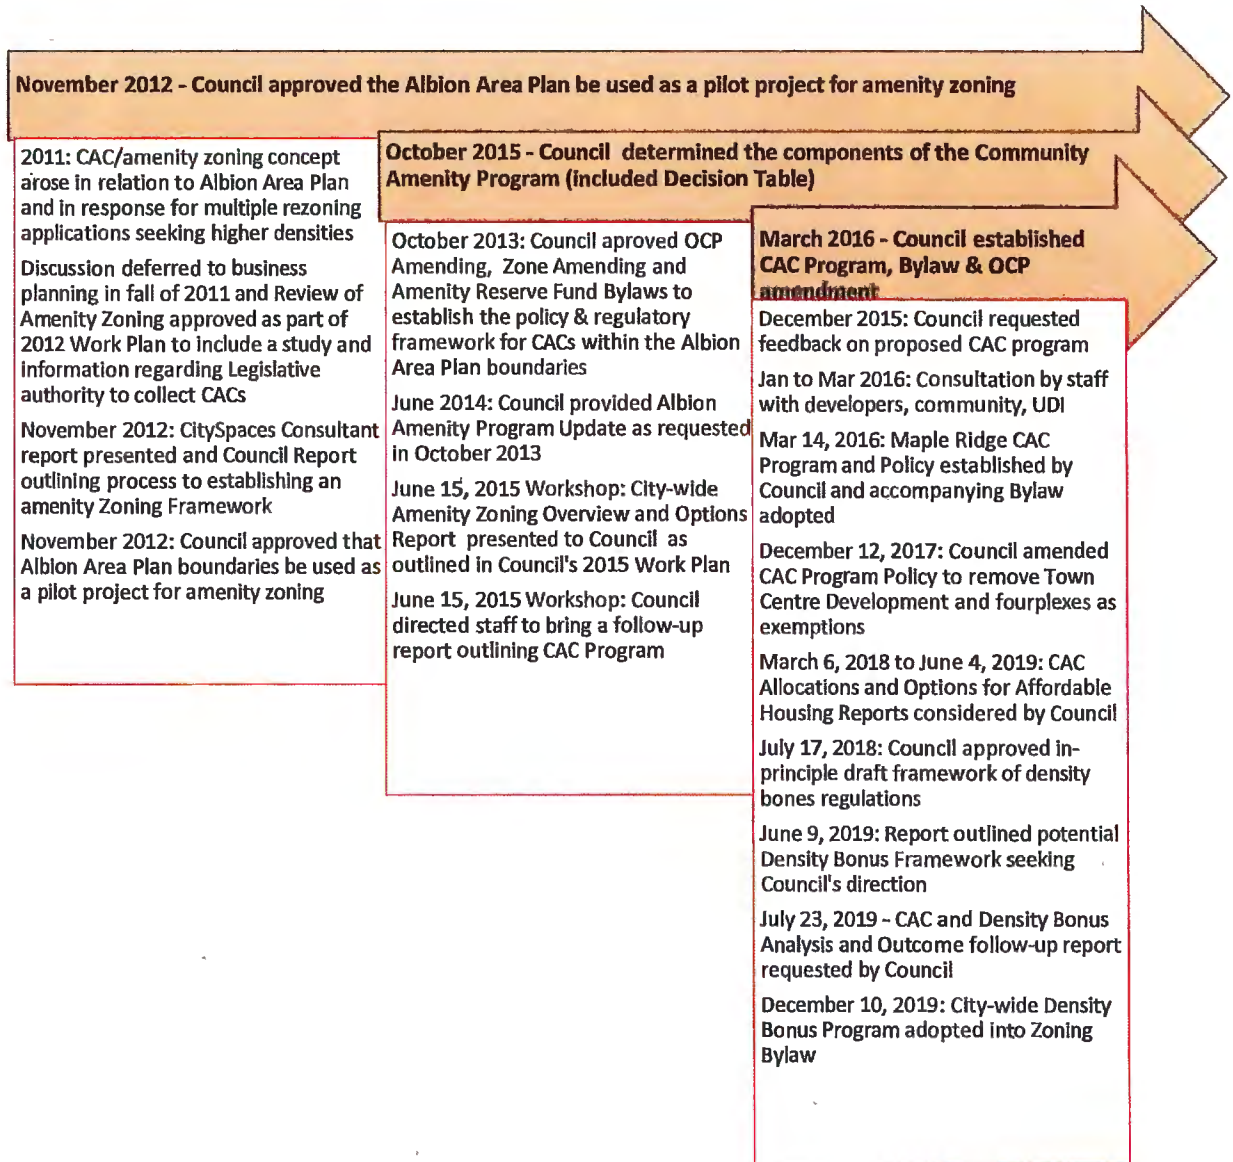 November 2012 - Council approved the Albion Area Plan be used as a pilot project for amenity zoning
2011: CAC/amenity zoning concept
arose in relation to Albion Area Plan
and in response for multiple rezoning
applications seeking higher densities
Discussion deferred to business
planning in fall of 2011 and Review of
Amenity Zoning approved as part of
2012 Work Plan to include a study and
information regarding Legislative
authority to collect CACs
November 2012: CitySpaces Consultant
report presented and Council Report
outlining process to establishing an
amenity Zoning Framework
November 2012: Council approved that
Albion Area Plan boundaries be used as
a pilot project for amenity zoning
October 2015 - Council determined the components of the Community
Amenity Program (included Decision Table)
October 2013: Council aproved OCP
Amending, Zone Amending and
Amenity Reserve Fund Bylaws to
establish the policy & regulatory
framework for CACs within the Albion
Area Plan boundaries
June 2014: Council provided Albion
Amenity Program Update as requested
in October 2013
June 15, 2015 Workshop: City-wide
Amenity Zoning Overview and Options
Report presented to Council as
outlined in Council's 2015 Work Plan
June 15, 2015 Workshop: Council
directed staff to bring a follow-up
report outlining CAC Program
March 2016 - Council established
CAC Program, Bylaw & OCP
amendment
December 2015: Council requested
feedback on proposed CAC program
Jan to Mar 2016: Consultation by staff
with developers, community, UDI
Mar 14, 2016: Maple Ridge CAC
Program and Policy established by
Council and accompanying Bylaw
adopted
December 12, 2017: Council amended
CAC Program Policy to remove Town
Centre Development and fourplexes as
exemptions
March 6, 2018 to June 4, 2019: CAC
Allocations and Options for Affordable
Housing Reports considered by Council
July 17, 2018: Council approved in-
principle draft framework of density
bones regulations
June 9, 2019: Report outlined potential
Density Bonus Framework seeking
Council's direction
July 23, 2019 - CAC and Density Bonus
Analysis and Outcome follow-up report
requested by Council
December 10, 2019: City-wide Density
Bonus Program adopted into Zoning
Bylaw